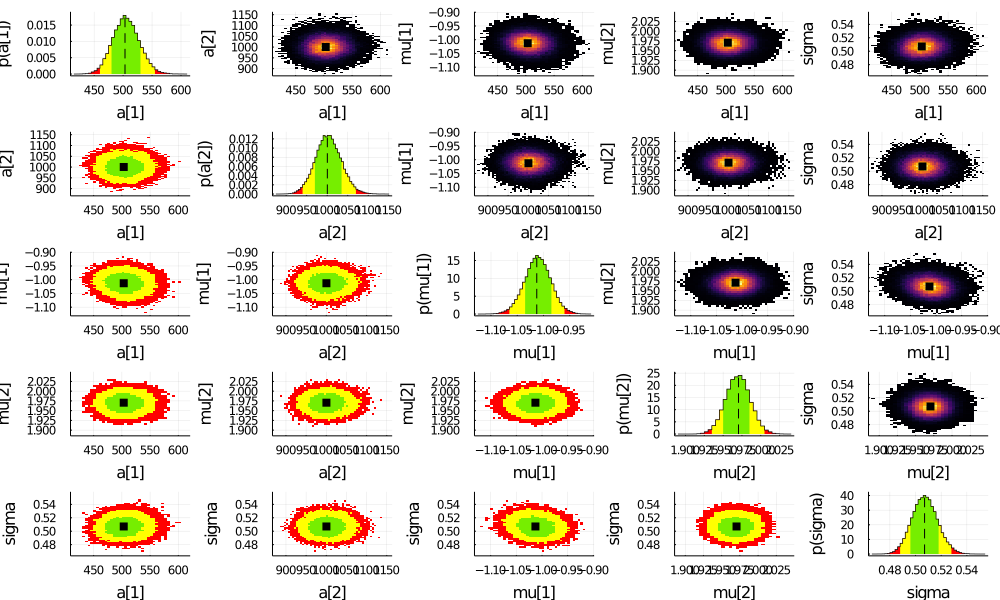 p(a[1])
0.015
0.010
0.005
0.000
450 500 550 600
a[1]
a[2]
1150
1100
1050
1000
950
900
450 500 550 600
a[1]
mu[1]
−0.90
−0.95
−1.00
−1.05
−1.10
450 500 550 600
a[1]
mu[2]
2.025
2.000
1.975
1.950
1.925
1.900
450 500 550 600
a[1]
sigma
0.54
0.52
0.50
0.48
450 500 550 600
a[1]
a[2]
1150
1100
1050
1000
950
900
450 500 550 600
a[1]
p(a[2])
0.012
0.010
0.008
0.006
0.004
0.002
0.000
900 950 1000 1050 1100 1150
a[2]
mu[1]
−0.90
−0.95
−1.00
−1.05
−1.10
900 950 1000 1050 1100 1150
a[2]
mu[2]
2.025
2.000
1.975
1.950
1.925
1.900
900 950 1000 1050 1100 1150
a[2]
sigma
0.54
0.52
0.50
0.48
900 950 1000 1050 1100 1150
a[2]
mu[1]
−0.90
−0.95
−1.00
−1.05
−1.10
450 500 550 600
a[1]
mu[1]
−0.90
−0.95
−1.00
−1.05
−1.10
900 950 1000 1050 1100 1150
a[2]
p(mu[1])
15
10
5
0
−1.10 −1.05 −1.00 −0.95
mu[1]
mu[2]
2.025
2.000
1.975
1.950
1.925
1.900
−1.10 −1.05 −1.00 −0.95 −0.90
mu[1]
sigma
0.54
0.52
0.50
0.48
−1.10 −1.05 −1.00 −0.95 −0.90
mu[1]
mu[2]
2.025
2.000
1.975
1.950
1.925
1.900
450 500 550 600
a[1]
mu[2]
2.025
2.000
1.975
1.950
1.925
1.900
900 950 1000 1050 1100 1150
a[2]
mu[2]
2.025
2.000
1.975
1.950
1.925
1.900
−1.10 −1.05 −1.00 −0.95 −0.90
mu[1]
p(mu[2])
25
20
15
10
5
0
1.900 1.925 1.950 1.975 2.000 2.025
mu[2]
sigma
0.54
0.52
0.50
0.48
1.900 1.925 1.950 1.975 2.000 2.025
mu[2]
sigma
0.54
0.52
0.50
0.48
450 500 550 600
a[1]
sigma
0.54
0.52
0.50
0.48
900 950 1000 1050 1100 1150
a[2]
sigma
0.54
0.52
0.50
0.48
−1.10 −1.05 −1.00 −0.95 −0.90
mu[1]
sigma
0.54
0.52
0.50
0.48
1.900 1.925 1.950 1.975 2.000 2.025
mu[2]
p(sigma)
40
30
20
10
0
0.48 0.50 0.52 0.54
sigma